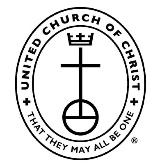 UNITED CHURCH OF CHRIST
THAT THEY MAY ALL BE ONE
®